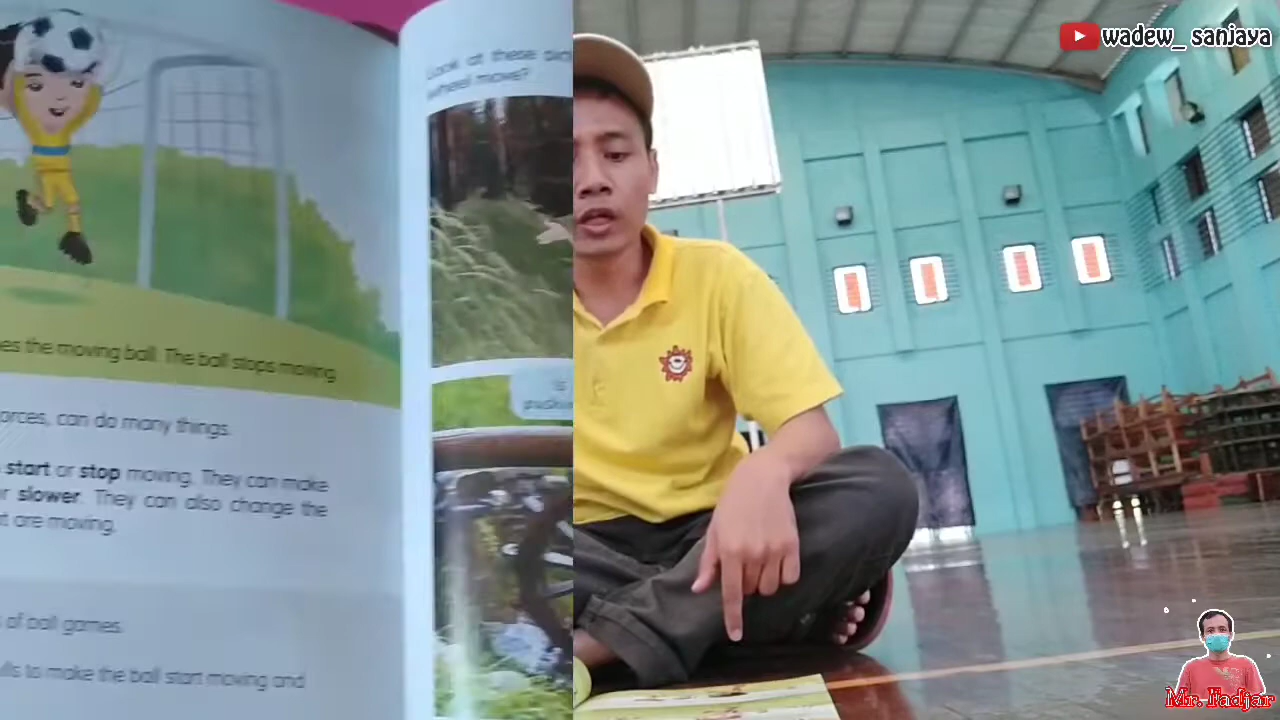 wadew_ sanjaya
es the moving ball. The ball stops moving.
orces, can do many things.
start or stop moving. They can make
slower. They can also change the
t are moving.
of ball games.
lls to make the ball start moving and
Look at these
wheel move?
is
Mr. Fadjar